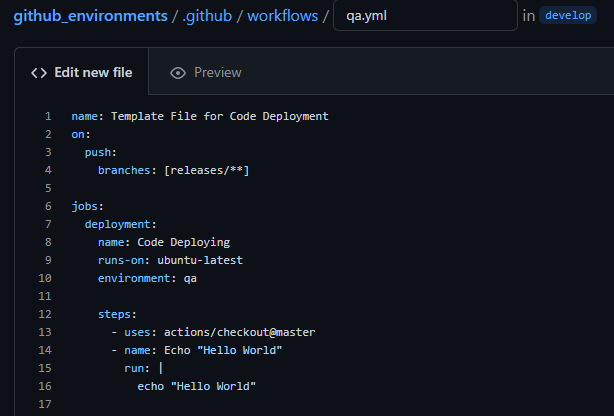 github_environments / .github / workflows / qa.yml in develop
<> Edit new file Preview
1 name: Template File for Code Deployment
2 on:
3   push:
4     branches: [releases/**]
5
6 jobs:
7   deployment:
8     name: Code Deploying
9     runs-on: ubuntu-latest
10     environment: qa
11
12     steps:
13       - uses: actions/checkout@master
14       - name: Echo "Hello World"
15         run: |
16           echo "Hello World"
17